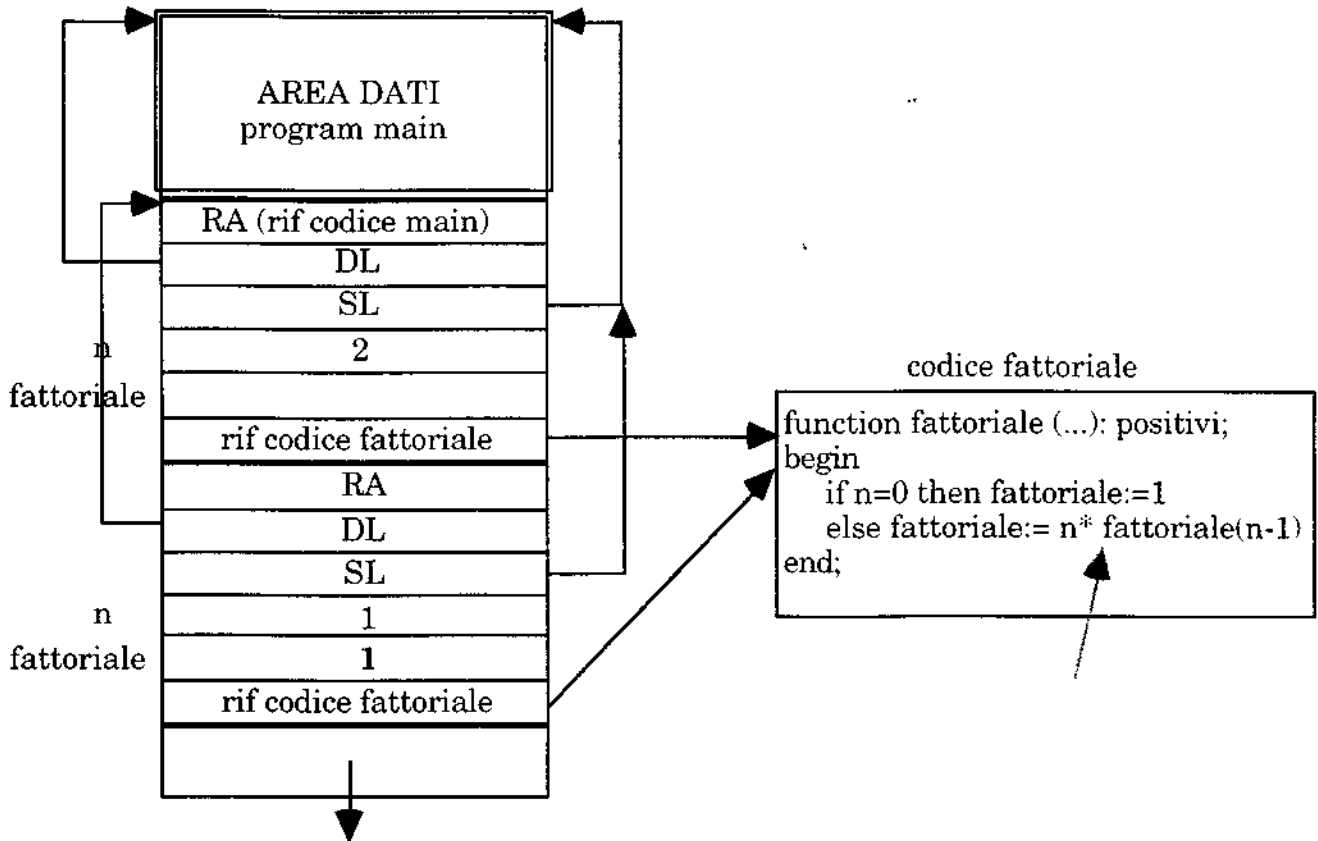 AREA DATI
program main
RA (rif codice main)
DL
SL
n
2
fattoriale
rif codice fattoriale
RA
DL
SL
n
1
fattoriale
1
rif codice fattoriale
codice fattoriale
function fattoriale (...): positivi;
begin
if n=0 then fattoriale:=1
else fattoriale:= n* fattoriale(n-1)
end;